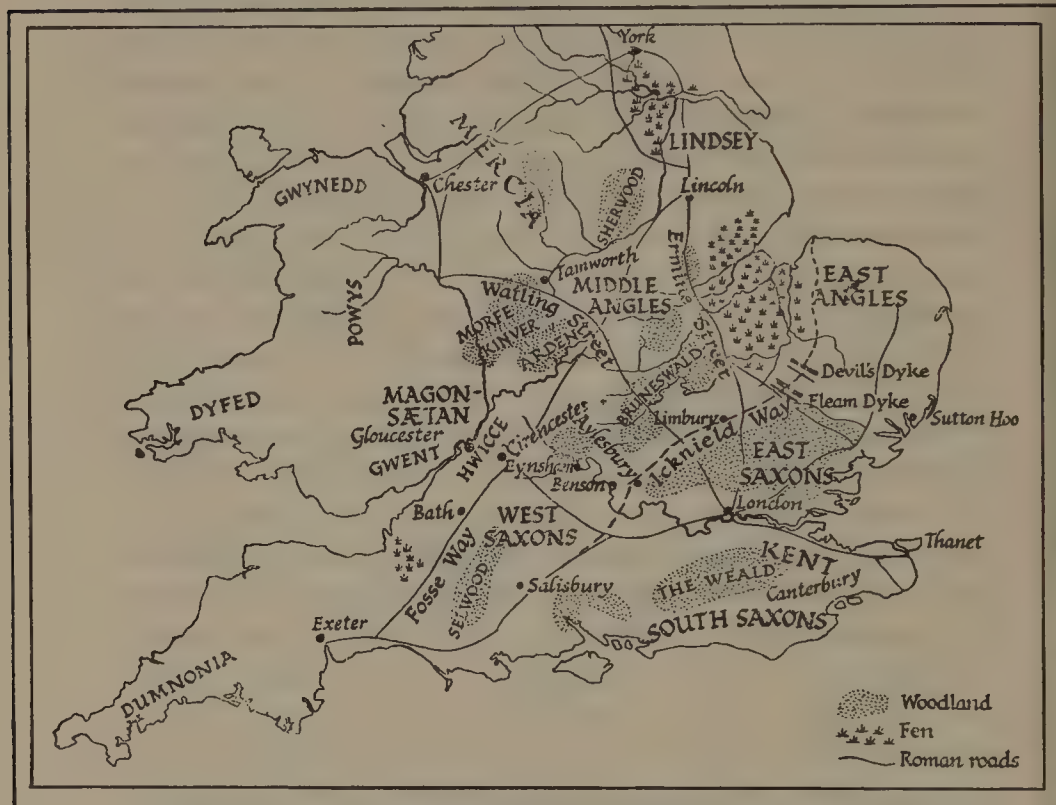 York
MIERCIA
LINDSEY
GWYNEDD
Chester
SHERWOOD
Lincoln
Ermine Street
Tamworth
MIDDLE
ANGLES
EAST
ANGLES
Watling Street
POWYS
MORFE
KINVER
ARDEN
BRUNESWALD
Devil's Dyke
Fleam Dyke
DYFED
MAGON-
SÆTAN
Limbury
Icknield Way
Sutton Hoo
Gloucester
GWENT
HWICCE
Cirencester
Aylesbury
Eynsham
Benson
EAST
SAXONS
London
Bath
WEST
SAXONS
Thanet
Fosse Way
SELWOOD
KENT
THE WEALD
Canterbury
Salisbury
SOUTH SAXONS
Exeter
DUMNONIA
Woodland
Fen
Roman roads